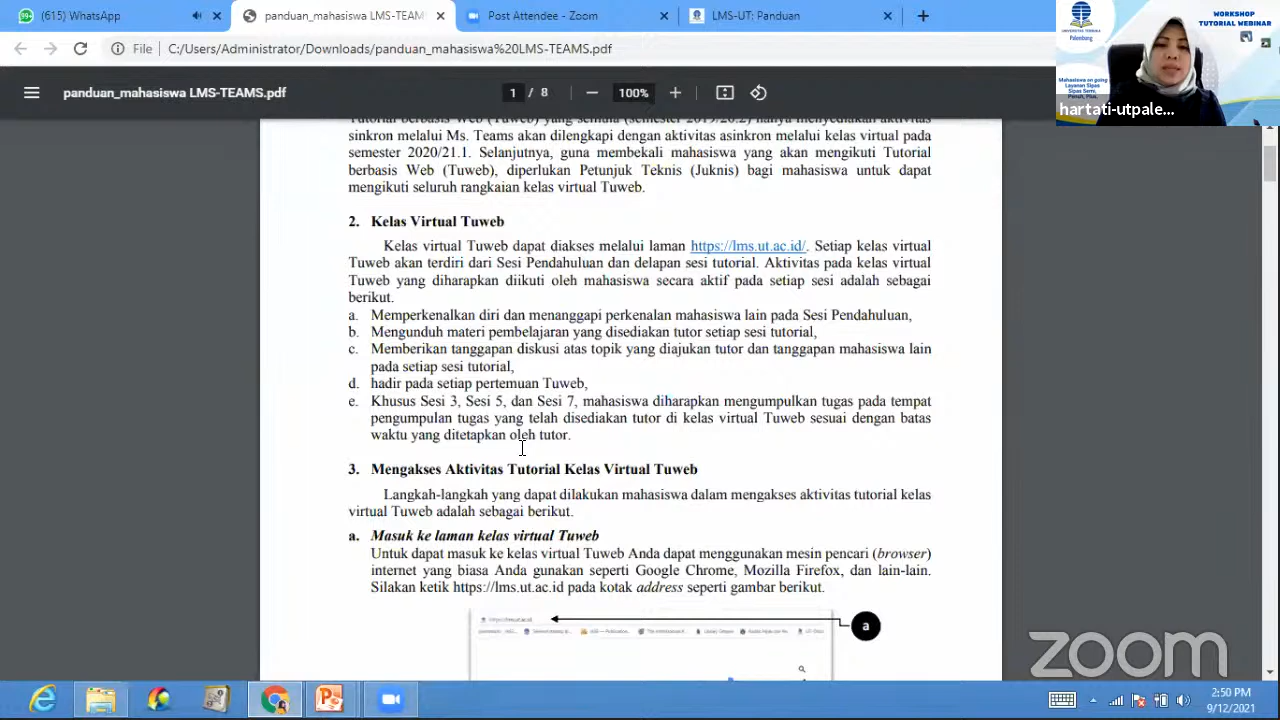 (615) WhatsApp
panduan_mahasiswa LMS-TEAMS
Post Attendee - Zoom
LMS-UT: Panduan
File
C:/Users/Administrator/Downloads/panduan_mahasiswa%20LMS-TEAMS.pdf
panduan_mahasiswa LMS-TEAMS.pdf
1 / 8
100%
WORKSHOP
TUTORIAL WEBINAR
UNIVERSITAS TERBUKA
Palembang
Mahasiswa on going
Layanan Sipas
Sipas Semi,
Penuh, Plus.
hartati-utpale...
sinkron melalui Ms. Teams akan dilengkapi dengan aktivitas asinkron melalui kelas virtual pada
semester 2020/21.1. Selanjutnya, guna membekali mahasiswa yang akan mengikuti Tutorial
berbasis Web (Tuweb), diperlukan Petunjuk Teknis (Juknis) bagi mahasiswa untuk dapat
mengikuti seluruh rangkaian kelas virtual Tuweb.
2. Kelas Virtual Tuweb
Kelas virtual Tuweb dapat diakses melalui laman https://lms.ut.ac.id/. Setiap kelas virtual
Tuweb akan terdiri dari Sesi Pendahuluan dan delapan sesi tutorial. Aktivitas pada kelas virtual
Tuweb yang diharapkan diikuti oleh mahasiswa secara aktif pada setiap sesi adalah sebagai
berikut.
a. Memperkenalkan diri dan menanggapi perkenalan mahasiswa lain pada Sesi Pendahuluan,
b. Mengunduh materi pembelajaran yang disediakan tutor setiap sesi tutorial,
c. Memberikan tanggapan diskusi atas topik yang diajukan tutor dan tanggapan mahasiswa lain
pada setiap sesi tutorial,
d. hadir pada setiap pertemuan Tuweb,
e. Khusus Sesi 3, Sesi 5, dan Sesi 7, mahasiswa diharapkan mengumpulkan tugas pada tempat
pengumpulan tugas yang telah disediakan tutor di kelas virtual Tuweb sesuai dengan batas
waktu yang ditetapkan oleh tutor.
3. Mengakses Aktivitas Tutorial Kelas Virtual Tuweb
Langkah-langkah yang dapat dilakukan mahasiswa dalam mengakses aktivitas tutorial kelas
virtual Tuweb adalah sebagai berikut.
a. Masuk ke laman kelas virtual Tuweb
Untuk dapat masuk ke kelas virtual Tuweb Anda dapat menggunakan mesin pencari (browser)
internet yang biasa Anda gunakan seperti Google Chrome, Mozilla Firefox, dan lain-lain.
Silakan ketik https://lms.ut.ac.id pada kotak address seperti gambar berikut.
a
zoom
2:50 PM
9/12/2021